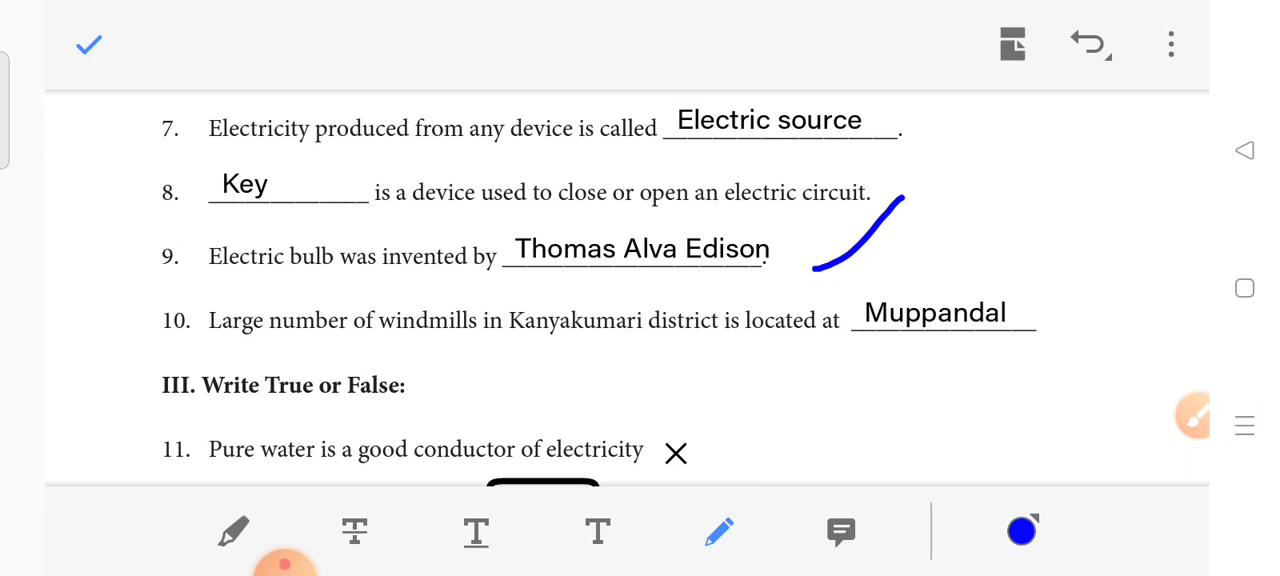 7. Electricity produced from any device is called Electric source.
8. Key is a device used to close or open an electric circuit.
9. Electric bulb was invented by Thomas Alva Edison.
10. Large number of windmills in Kanyakumari district is located at Muppandal
III. Write True or False:
11. Pure water is a good conductor of electricity ×